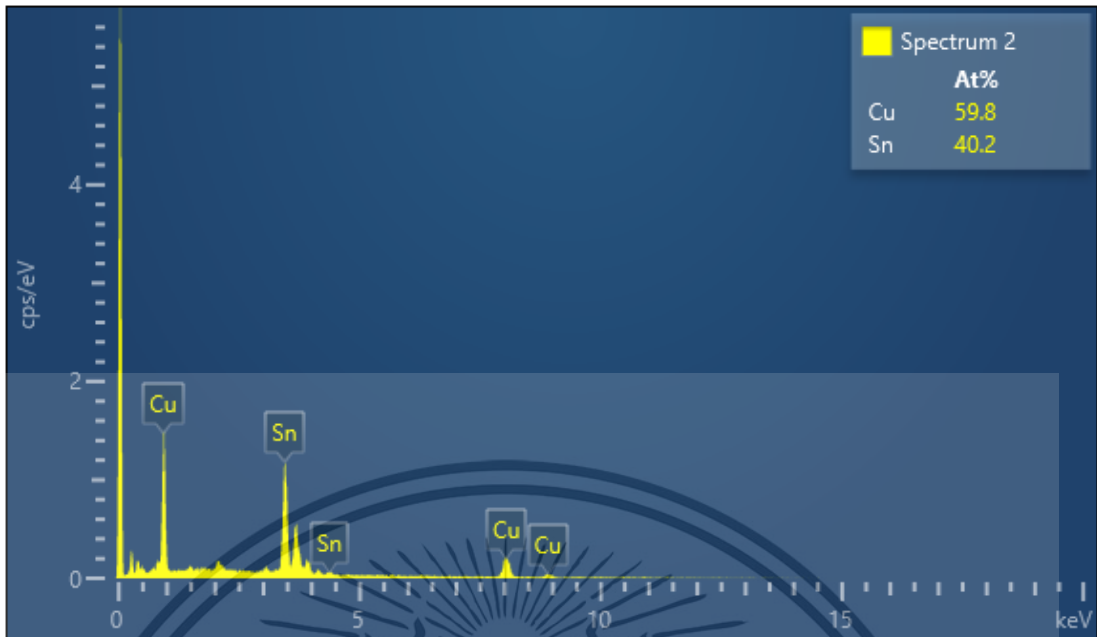 Spectrum 2
At%
Cu 59.8
Sn 40.2
4
cps/eV
2
Cu
Sn
Sn
Cu
Cu
0
0 5 10 15 keV